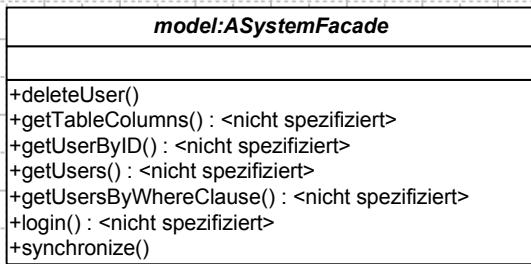 model:ASystemFacade
+deleteUser()
+getTableColumns() : <nicht spezifiziert>
+getUserByID() : <nicht spezifiziert>
+getUsers() : <nicht spezifiziert>
+getUsersByWhereClause() : <nicht spezifiziert>
+login() : <nicht spezifiziert>
+synchronize()